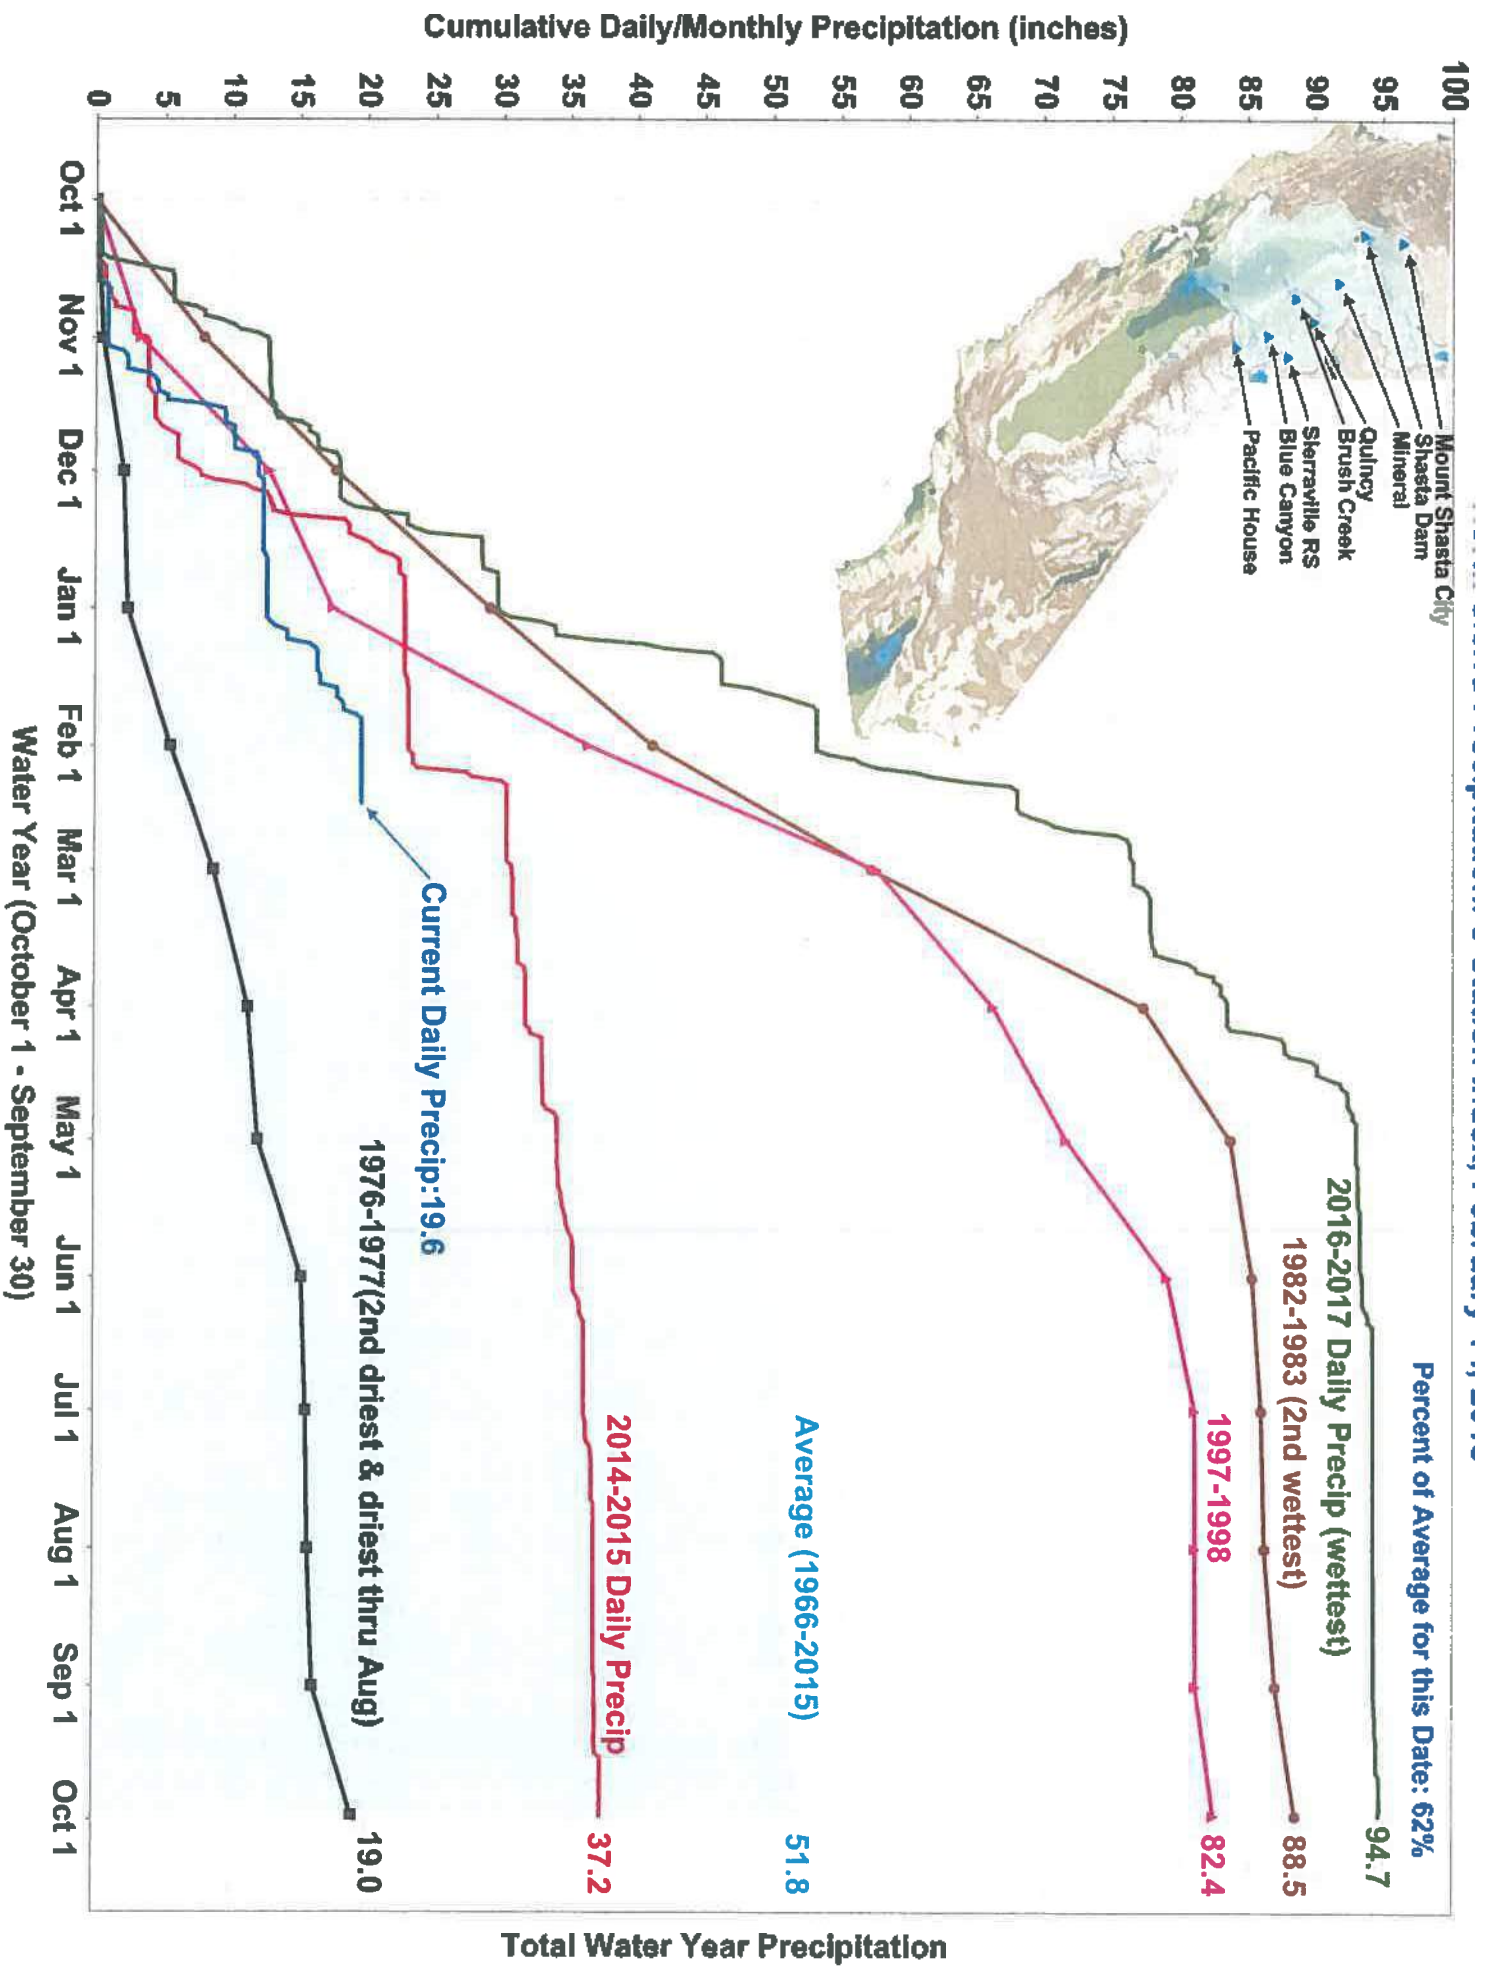 Percent of Average for this Date: 62%
Mount Shasta City
Shasta Dam
Mineral
Quincy
Brush Creek
Sierraville RS
Blue Canyon
Pacific House
Cumulative Daily/Monthly Precipitation (inches)
100
95
90
85
80
75
70
65
60
55
50
45
40
35
30
25
20
15
10
5
0
2016-2017 Daily Precip (wettest)
94.7
1982-1983 (2nd wettest)
88.5
1997-1998
82.4
Average (1966-2015)
51.8
2014-2015 Daily Precip
37.2
Current Daily Precip:19.6
1976-1977(2nd driest & driest thru Aug)
19.0
Total Water Year Precipitation
Oct 1 Nov 1 Dec 1 Jan 1 Feb 1 Mar 1 Apr 1 May 1 Jun 1 Jul 1 Aug 1 Sep 1 Oct 1
Water Year (October 1 - September 30)